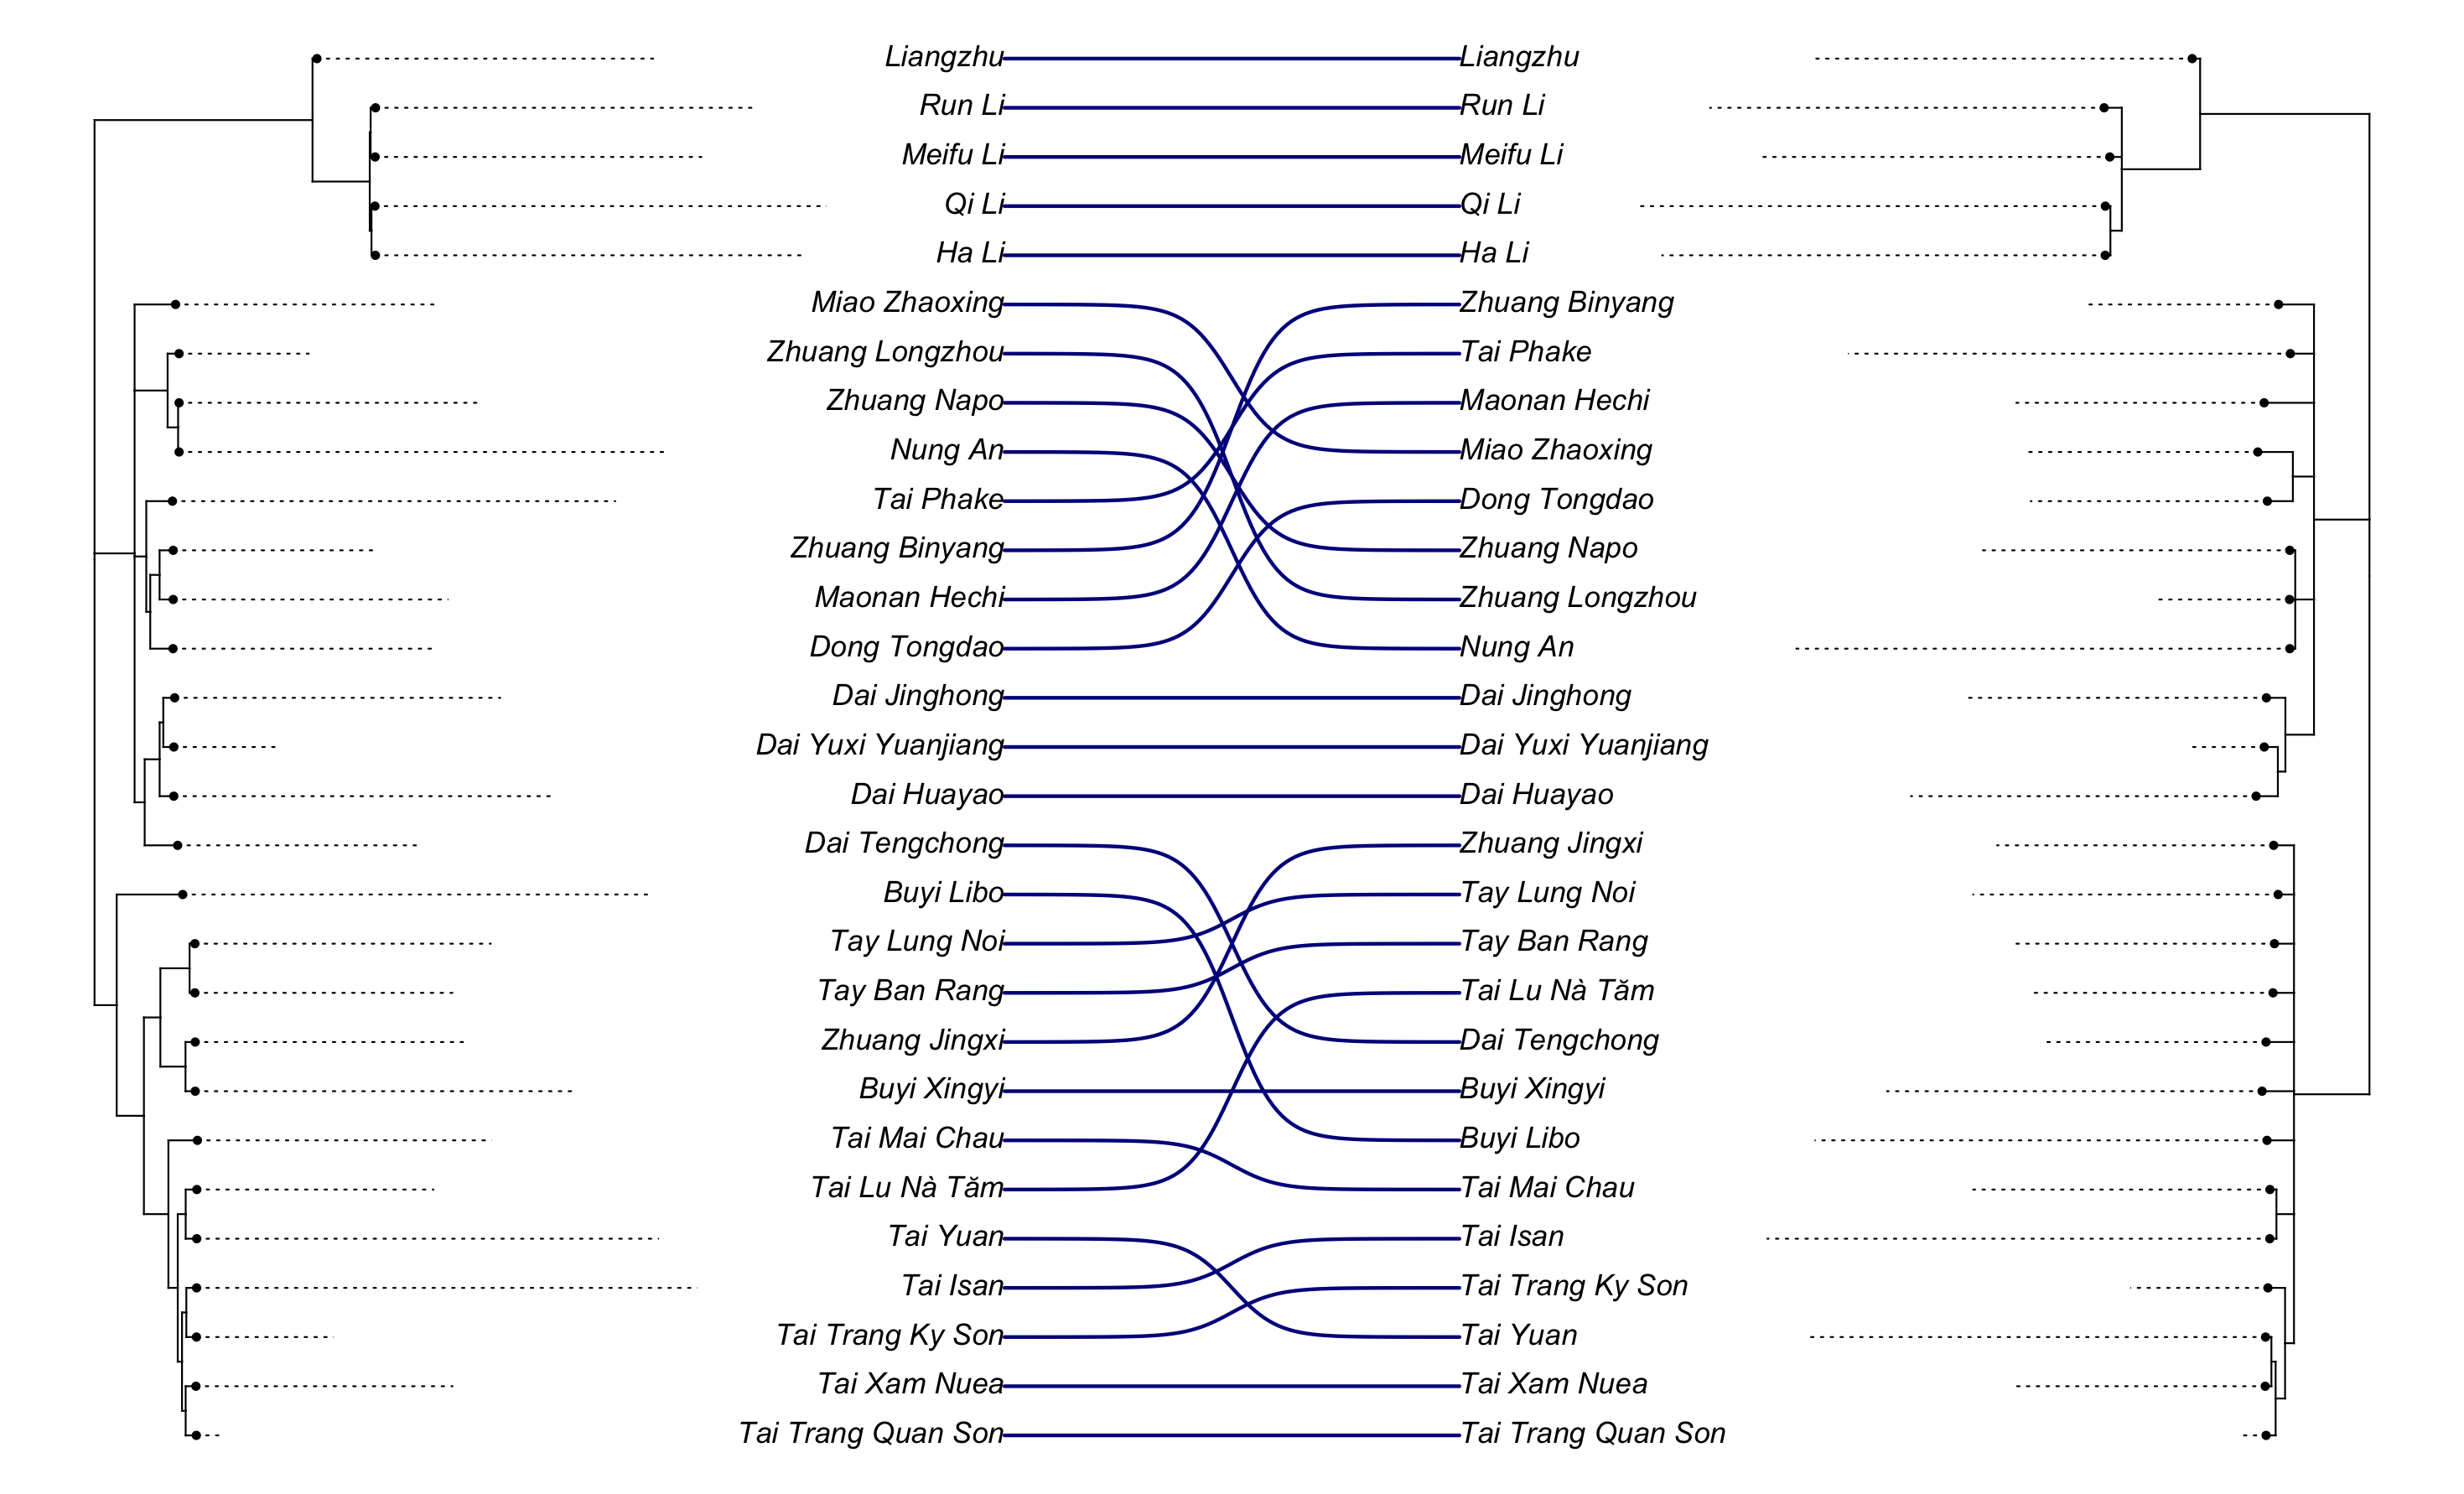 Liangzhu Liangzhu
Run Li Run Li
Meifu Li Meifu Li
Qi Li Qi Li
Ha Li Ha Li
Miao Zhaoxing Zhuang Binyang
Zhuang Longzhou Tai Phake
Zhuang Napo Maonan Hechi
Nung An Miao Zhaoxing
Tai Phake Dong Tongdao
Zhuang Binyang Zhuang Napo
Maonan Hechi Zhuang Longzhou
Dong Tongdao Nung An
Dai Jinghong Dai Jinghong
Dai Yuxi Yuanjiang Dai Yuxi Yuanjiang
Dai Huayao Dai Huayao
Dai Tengchong Zhuang Jingxi
Buyi Libo Tay Lung Noi
Tay Lung Noi Tay Ban Rang
Tay Ban Rang Tai Lu Nà Tăm
Zhuang Jingxi Dai Tengchong
Buyi Xingyi Buyi Xingyi
Tai Mai Chau Buyi Libo
Tai Lu Nà Tăm Tai Mai Chau
Tai Yuan Tai Isan
Tai Isan Tai Trang Ky Son
Tai Trang Ky Son Tai Yuan
Tai Xam Nuea Tai Xam Nuea
Tai Trang Quan Son Tai Trang Quan Son